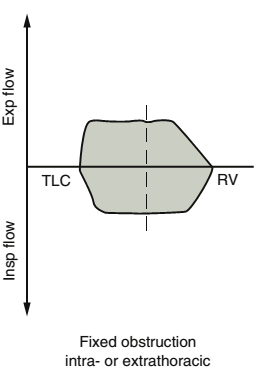 Exp flow
TLC
RV
Insp flow
Fixed obstruction
intra- or extrathoracic